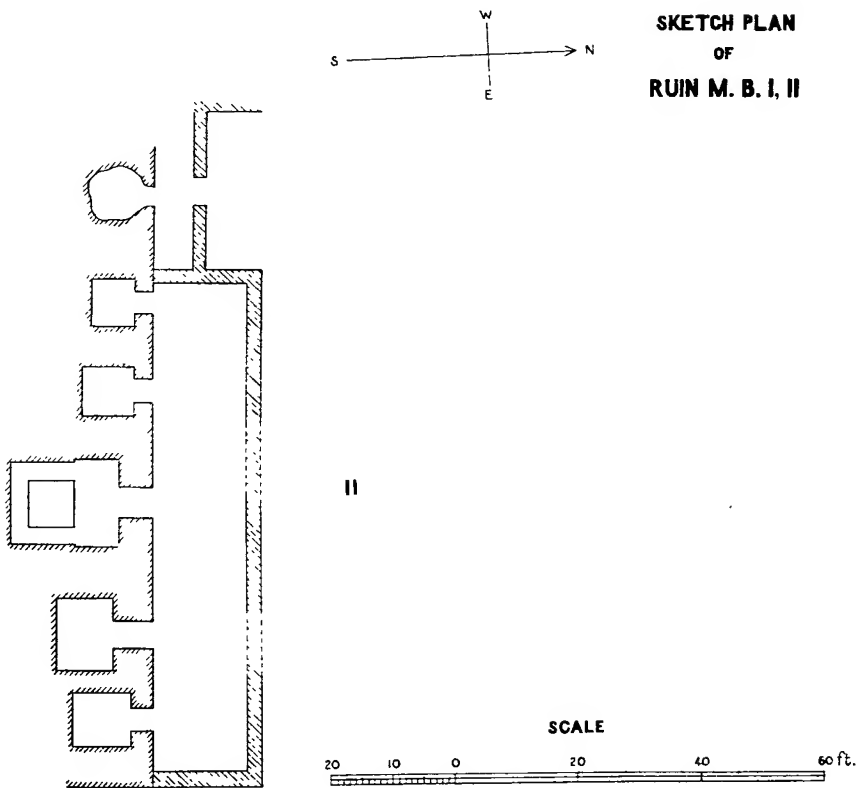 SKETCH PLAN
OF
RUIN M. B. I, II
W
S N
E
II
SCALE
20 10 0 20 40 60 ft.